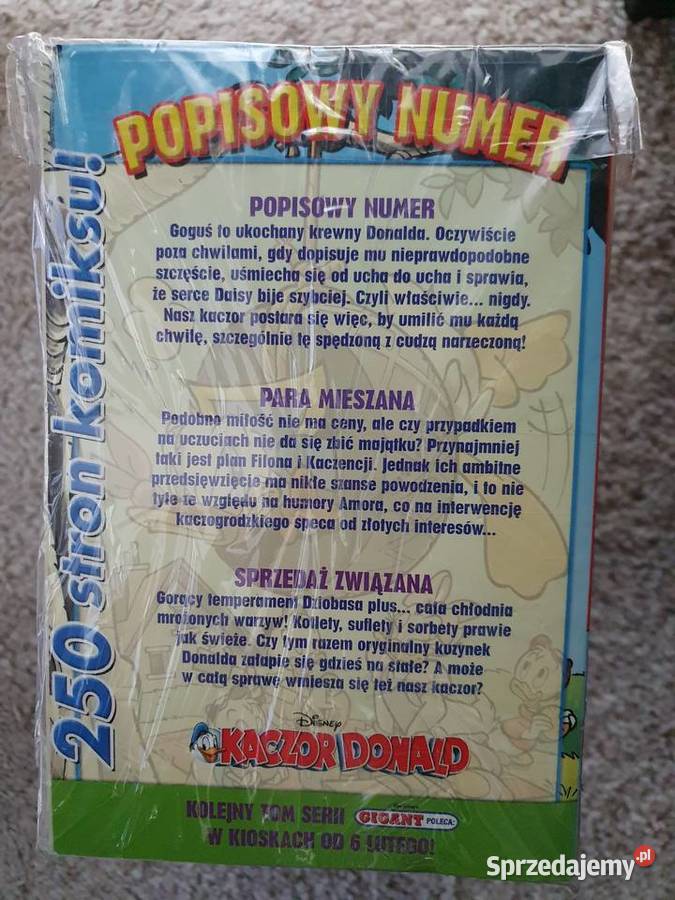 POPISOWY NUMER
250 stron komiksu!
POPISOWY NUMER
Goguś to ukochany krewny Donalda. Oczywiście
poza chwilami, gdy dopisuje mu nieprawdopodobne
szczęście, uśmiecha się od ucha do ucha i sprawia,
że serce Daisy bije szybciej. Czyli właściwie... nigdy.
Nasz kaczor postara się więc, by umilić mu każdą
chwilę, szczególnie tę spędzoną z cudzą narzeczoną!
PARA MIESZANA
Podobno miłość nie ma ceny, ale czy przypadkiem
na uczuciach nie da się zbić majątku? Przynajmniej
taki jest plan Filona i Kaczencji. Jednak ich ambitne
przedsięwzięcie ma nikłe szanse powodzenia, i to nie
tyle ze względu na humory Amora, co na interwencję
kaczogrodzkiego speca od złotych interesów...
SPRZEDAŻ ZWIĄZANA
Gorący temperament Dziobasa plus... cała chłodnia
mrożonych warzyw! Kotlety, suflety i sorbety prawie
jak świeże. Czy tym razem oryginalny kuzynek
Donalda załapie się gdzieś na stałe? A może
w całą sprawę wmiesza się też nasz kaczor?
Disney
KACZOR DONALD
KOLEJNY TOM SERII GIGANT POLECA:
W KIOSKACH OD 6 LUTEGO!
Sprzedajemy.pl